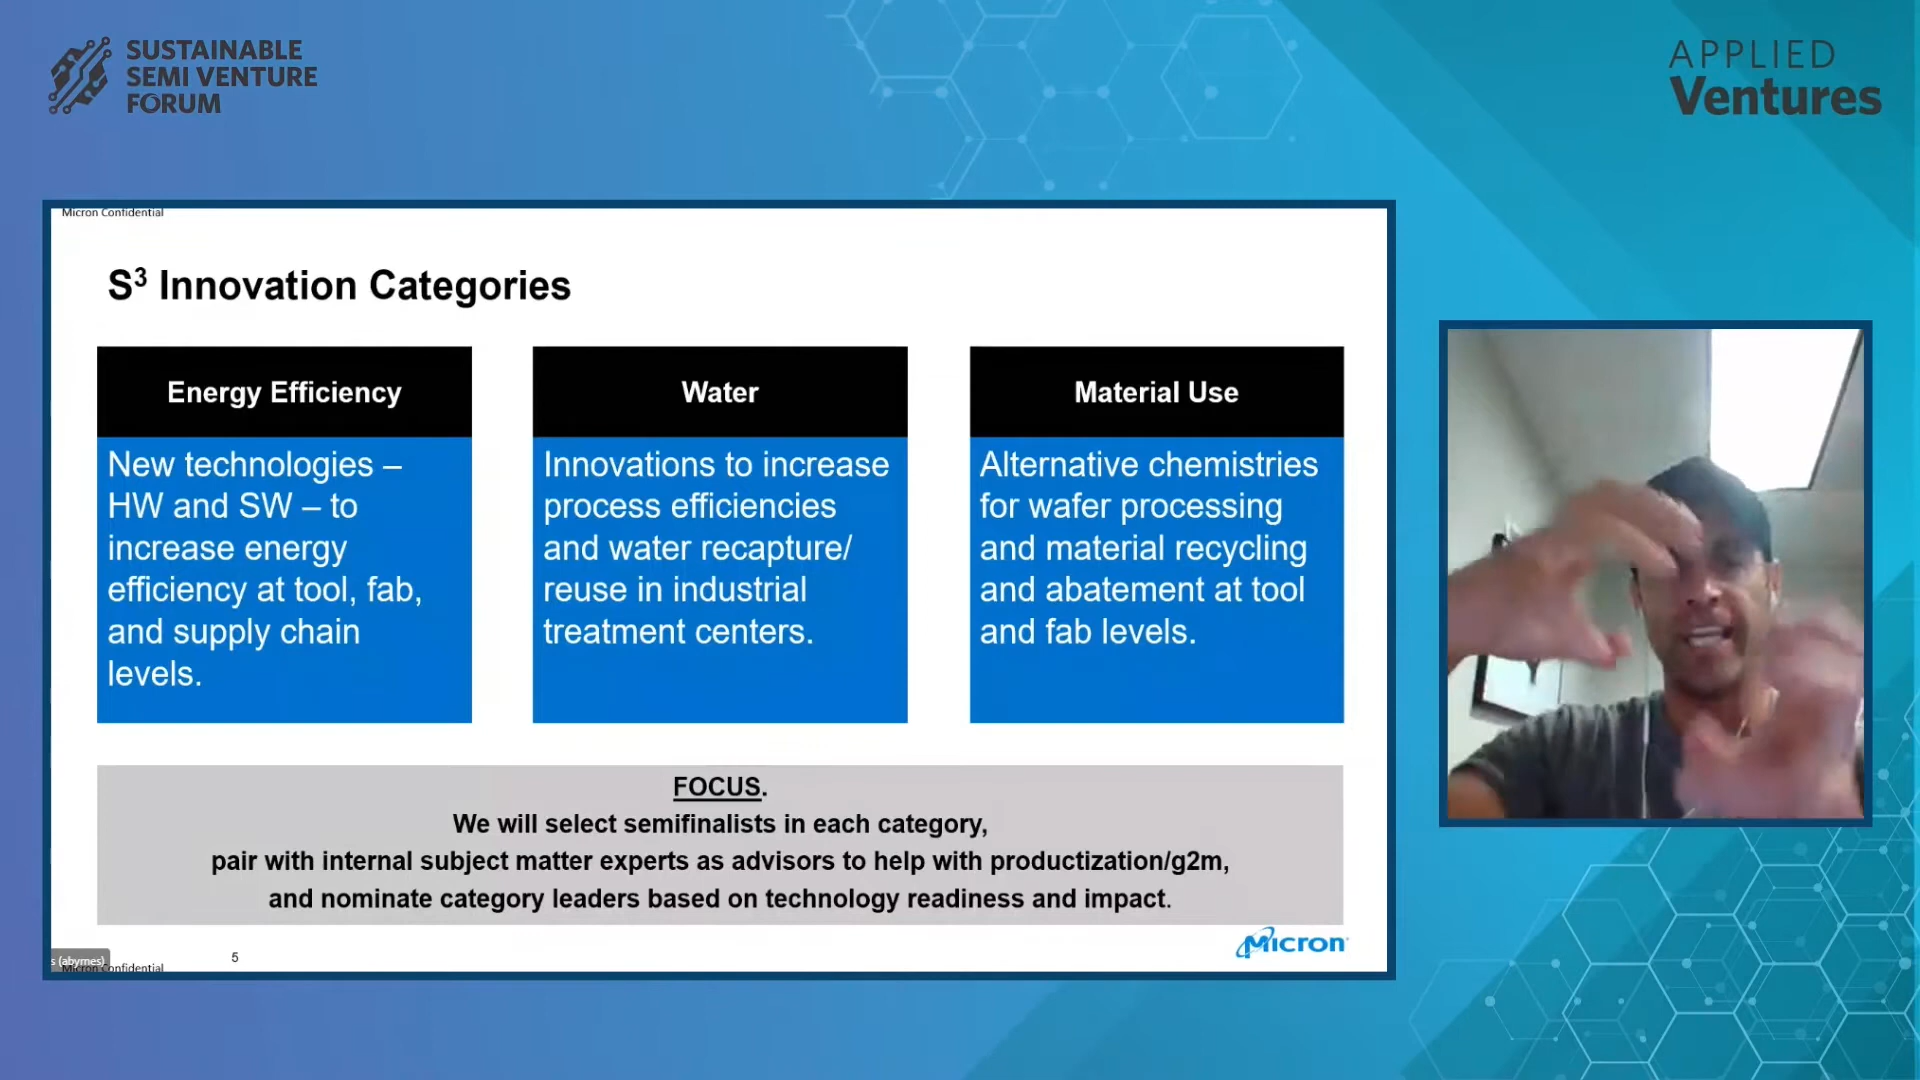 SUSTAINABLE
SEMI VENTURE
FORUM
APPLIED
Ventures
Micron Confidential
S³ Innovation Categories
Energy Efficiency
New technologies –
HW and SW – to
increase energy
efficiency at tool, fab,
and supply chain
levels.
Water
Innovations to increase
process efficiencies
and water recapture/
reuse in industrial
treatment centers.
Material Use
Alternative chemistries
for wafer processing
and material recycling
and abatement at tool
and fab levels.
FOCUS.
We will select semifinalists in each category,
pair with internal subject matter experts as advisors to help with productization/g2m,
and nominate category leaders based on technology readiness and impact.
Micron
s (abymes)
Micron Confidential
5